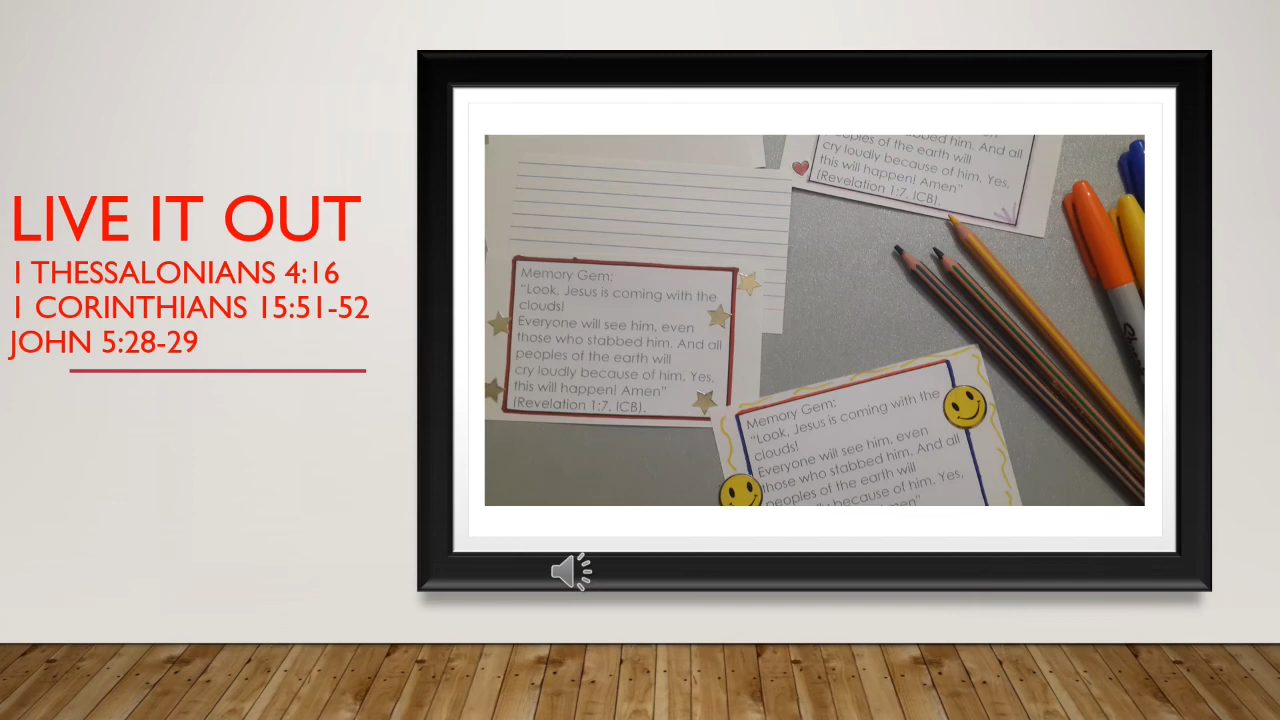 LIVE IT OUT
1 THESSALONIANS 4:16
1 CORINTHIANS 15:51-52
JOHN 5:28-29
peoples of the earth will
cry loudly because of him. Yes,
this will happen! Amen"
(Revelation 1:7, ICB).
Memory Gem:
"Look, Jesus is coming with the
clouds!
Everyone will see him, even
those who stabbed him. And all
peoples of the earth will
cry loudly because of him. Yes,
this will happen! Amen"
(Revelation 1:7, ICB).
Memory Gem:
"Look, Jesus is coming with the
clouds!
Everyone will see him, even
those who stabbed him. And all
peoples of the earth will
because of him. Yes,